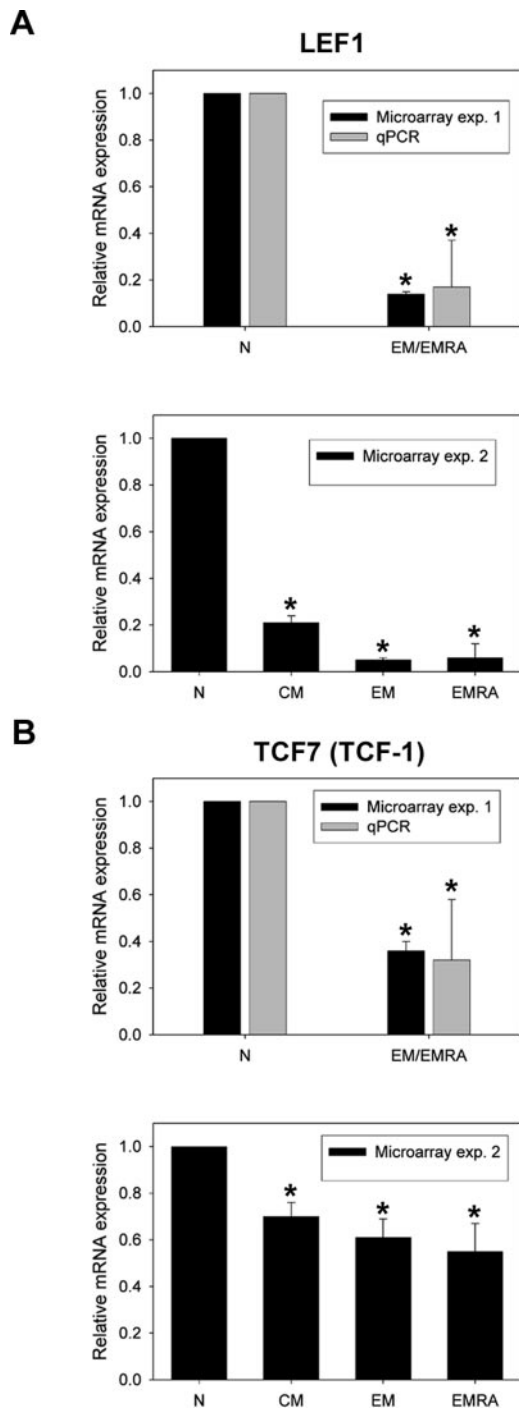 A
LEF1
Relative mRNA expression
1.0
0.8
0.6
0.4
0.2
0.0
Microarray exp. 1
qPCR
*
*
N
EM/EMRA
Relative mRNA expression
1.0
0.8
0.6
0.4
0.2
0.0
Microarray exp. 2
*
*
*
N
CM
EM
EMRA
B
TCF7 (TCF-1)
Relative mRNA expression
1.0
0.8
0.6
0.4
0.2
0.0
Microarray exp. 1
qPCR
*
*
N
EM/EMRA
Relative mRNA expression
1.0
0.8
0.6
0.4
0.2
0.0
Microarray exp. 2
*
*
*
N
CM
EM
EMRA